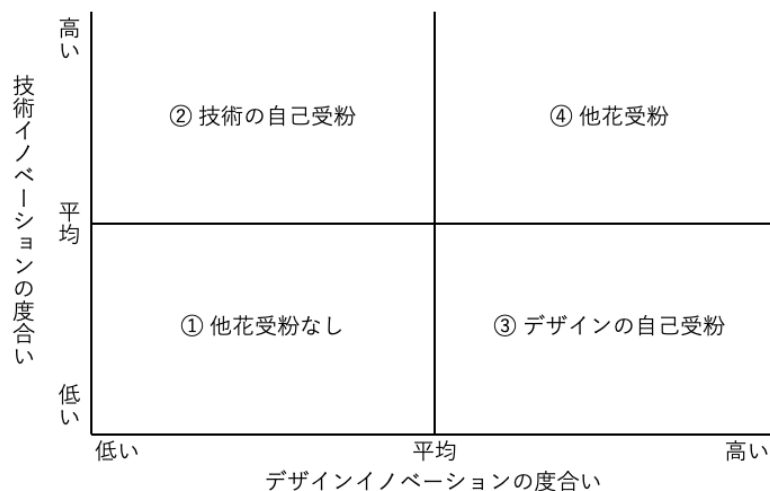 技術イノベーションの度合い
高い
平均
低い
② 技術の自己受粉
④ 他花受粉
① 他花受粉なし
③ デザインの自己受粉
低い
平均
高い
デザインイノベーションの度合い